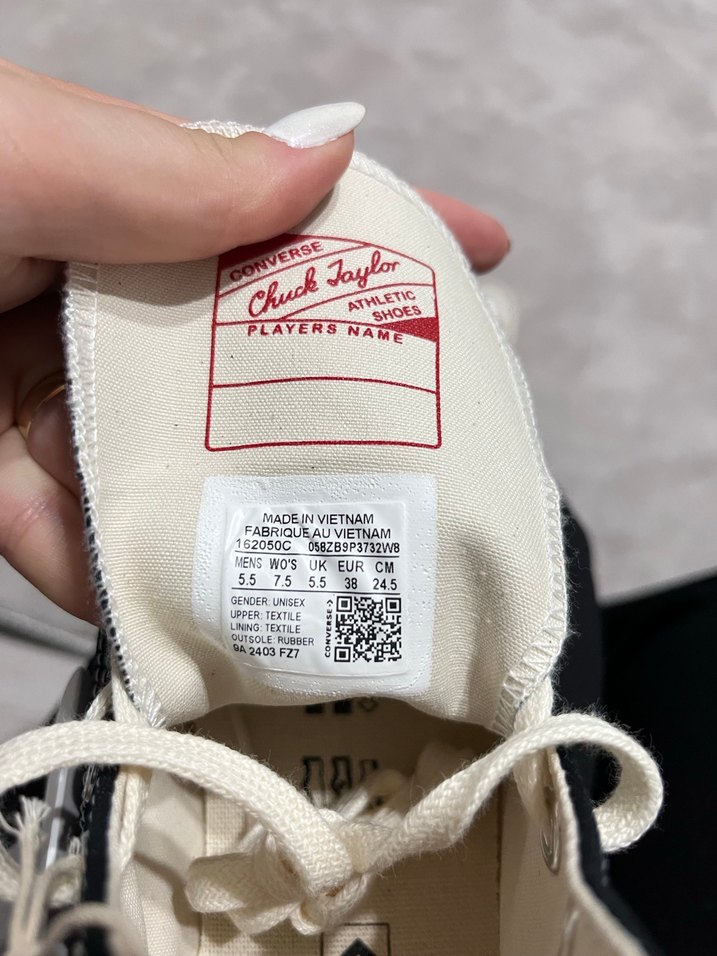 CONVERSE
Chuck Taylor
ATHLETIC
SHOES
PLAYERS NAME
MADE IN VIETNAM
FABRIQUE AU VIETNAM
162050C 058ZB9P3732W8
MENS WO'S UK EUR CM
5.5 7.5 5.5 38 24.5
GENDER: UNISEX
UPPER: TEXTILE
LINING: TEXTILE
OUTSOLE: RUBBER
9A 2403 FZ7
CONVERSE